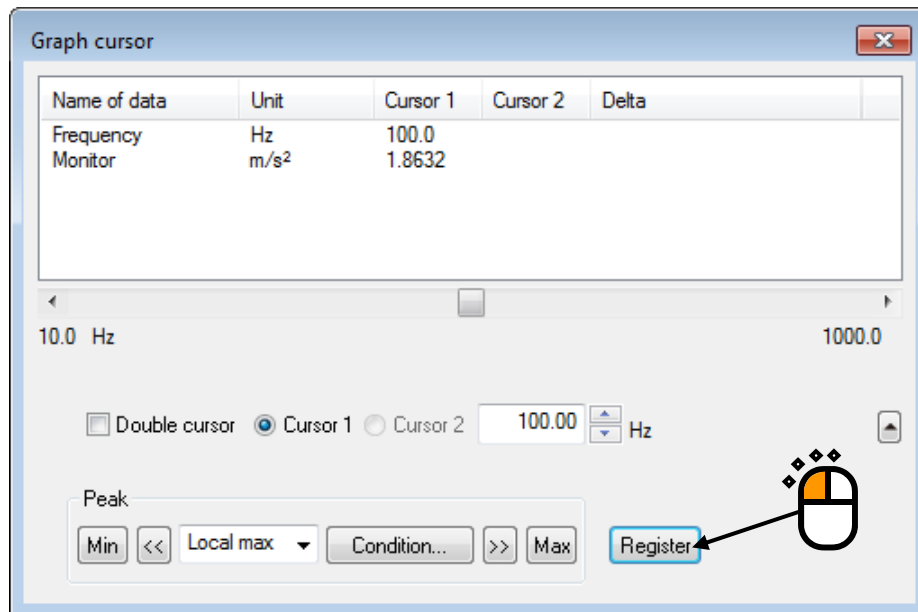 Graph cursor
Name of data Unit Cursor 1 Cursor 2 Delta
Frequency Hz 100.0
Monitor m/s² 1.8632
10.0 Hz 1000.0
Double cursor Cursor 1 Cursor 2 100.00 Hz
Peak
Min << Local max Condition... >> Max Register